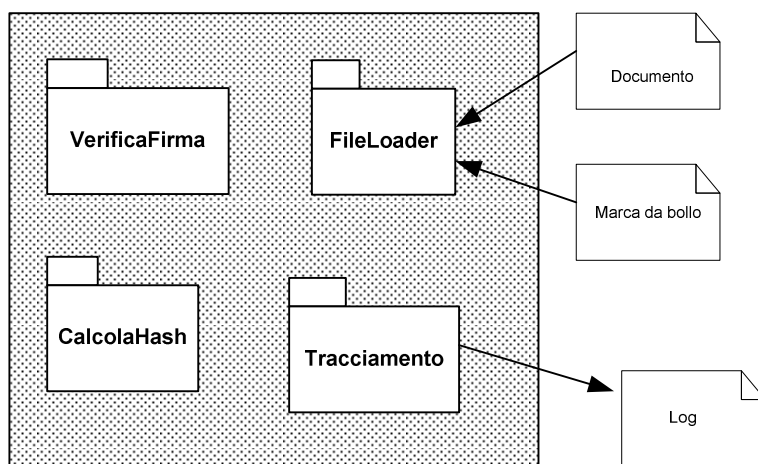 VerificaFirma
FileLoader
Documento
Marca da bollo
CalcolaHash
Tracciamento
Log